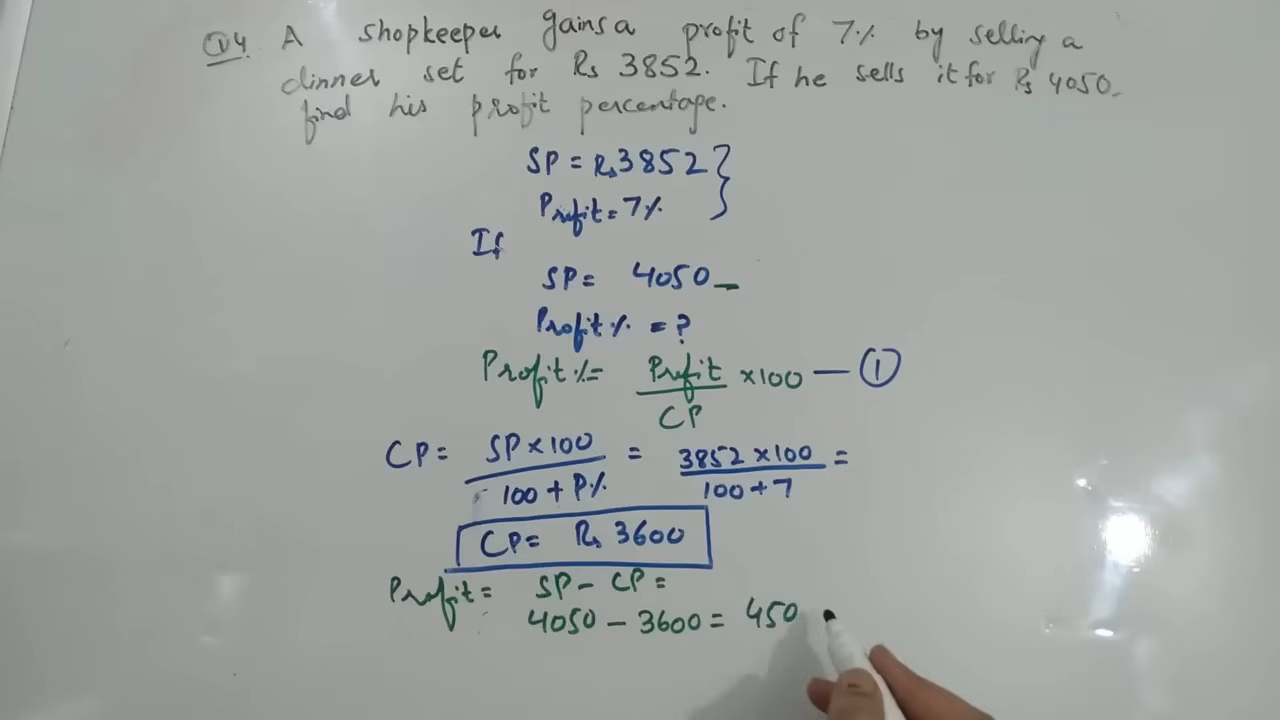 Q4. A shopkeeper gains a profit of 7% by selling a
dinner set for Rs 3852. If he sells it for Rs 4050.
find his profit percentage.
SP = Rs 3852 }
Profit = 7%
If
SP = 4050
Profit % = ?
Profit % = Profit/CP ×100 — ①
CP = SP×100/100 + P% = 3852×100/100+7 =
CP = Rs 3600
Profit = SP - CP =
4050 - 3600 = 450